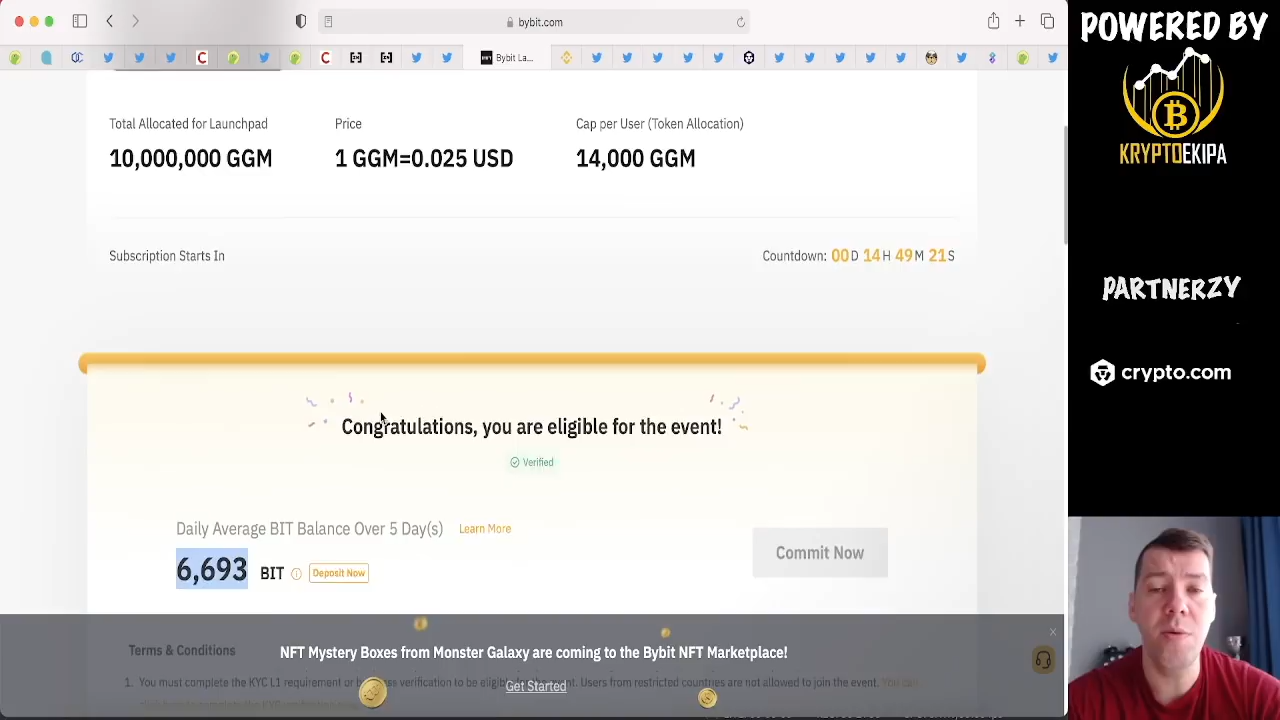 bybit.com
Bybit La...
POWERED BY
KRYPTOEKIPA
PARTNERZY
crypto.com
Total Allocated for Launchpad
10,000,000 GGM
Price
1 GGM=0.025 USD
Cap per User (Token Allocation)
14,000 GGM
Subscription Starts In
Countdown: 00D 14H 49M 21S
Congratulations, you are eligible for the event!
Verified
Daily Average BIT Balance Over 5 Day(s) Learn More
6,693 BIT Deposit Now
Commit Now
Terms & Conditions
NFT Mystery Boxes from Monster Galaxy are coming to the Bybit NFT Marketplace!
Get Started
1. You must complete the KYC L1 requirement or verification to be eligible for the event. Users from restricted countries are not allowed to join the event. You can